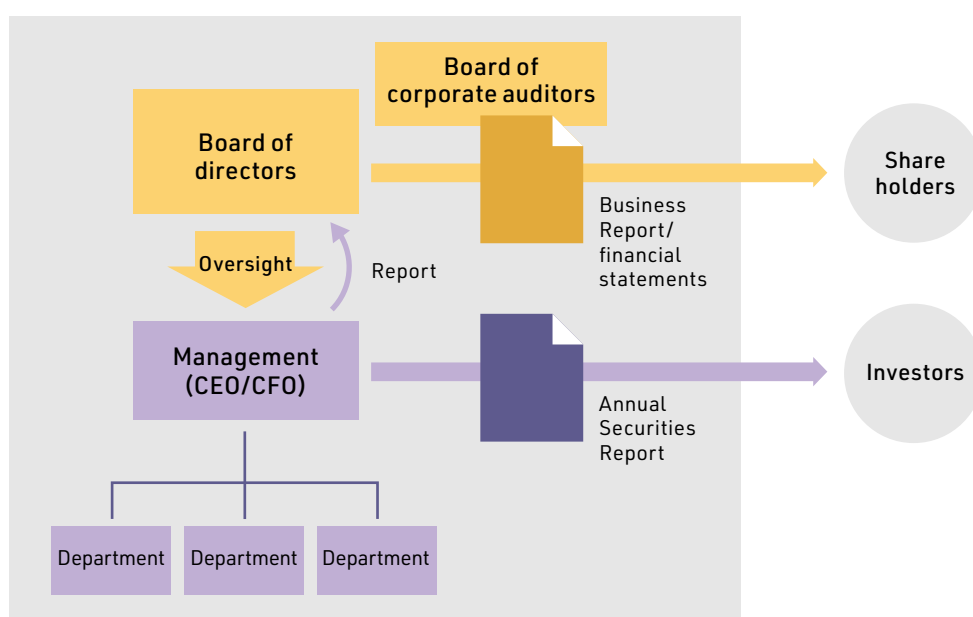 Board of
corporate auditors
Board of
directors
Share
holders
Business
Report/
financial
statements
Oversight
Report
Management
(CEO/CFO)
Investors
Annual
Securities
Report
Department
Department
Department